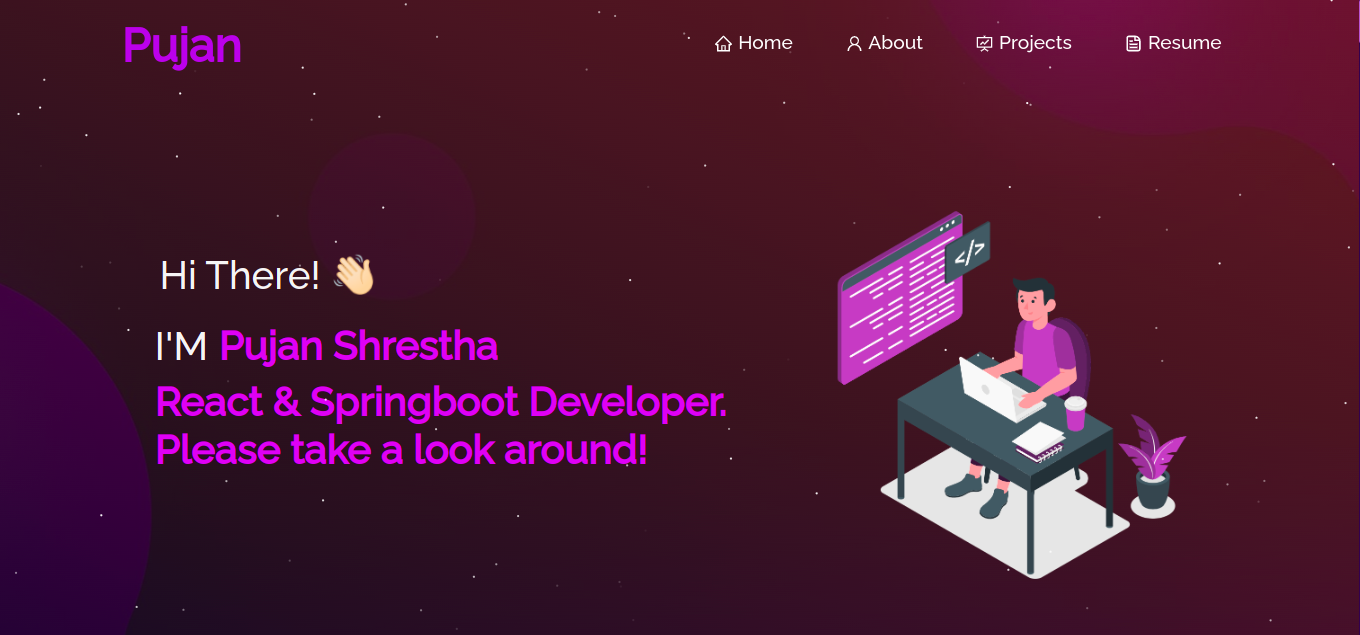 Pujan
Home About Projects Resume
Hi There! 👋🏻
I'M Pujan Shrestha
React & Springboot Developer.
Please take a look around!
</>